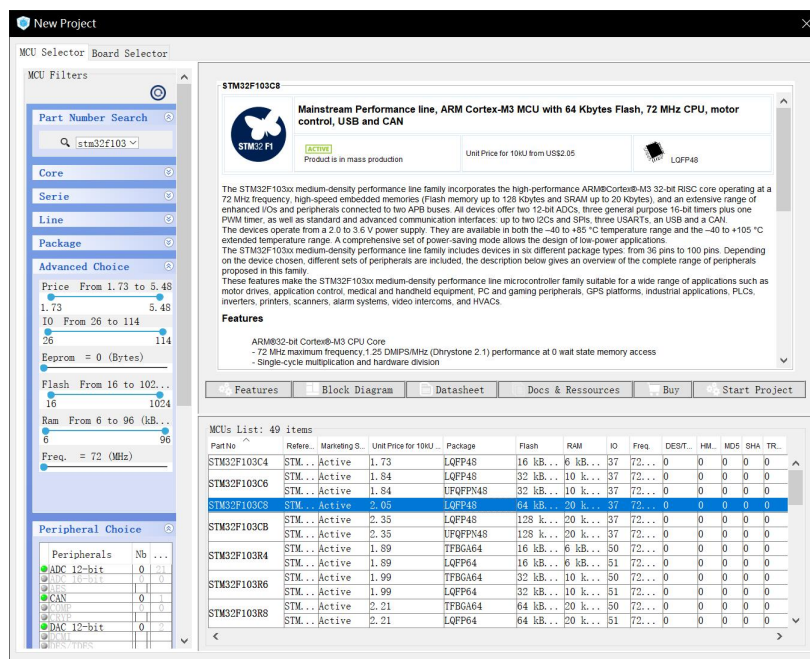 New Project
MCU Selector Board Selector
MCU Filters
Part Number Search
stm32f103
Core
Serie
Line
Package
Advanced Choice
Price From 1.73 to 5.48
1.73 5.48
IO From 26 to 114
26 114
Eeprom = 0 (Bytes)
Flash From 16 to 102...
16 1024
Ram From 6 to 96 (kB...
6 96
Freq. = 72 (MHz)
Peripheral Choice
Peripherals Nb ...
ADC 12-bit 0 21
ADC 16-bit 0 0
AES
CAN 0 1
COMP 0 0
CRYP
DAC 12-bit 0 2
DCMI
DES/TDES
STM32F103C8
STM32 F1
Mainstream Performance line, ARM Cortex-M3 MCU with 64 Kbytes Flash, 72 MHz CPU, motor
control, USB and CAN
ACTIVE
Product is in mass production
Unit Price for 10kU from US$2.05
LQFP48
The STM32F103xx medium-density performance line family incorporates the high-performance ARM®Cortex®-M3 32-bit RISC core operating at a
72 MHz frequency, high-speed embedded memories (Flash memory up to 128 Kbytes and SRAM up to 20 Kbytes), and an extensive range of
enhanced I/Os and peripherals connected to two APB buses. All devices offer two 12-bit ADCs, three general purpose 16-bit timers plus one
PWM timer, as well as standard and advanced communication interfaces: up to two I2Cs and SPIs, three USARTs, an USB and a CAN.
The devices operate from a 2.0 to 3.6 V power supply. They are available in both the –40 to +85 °C temperature range and the –40 to +105 °C
extended temperature range. A comprehensive set of power-saving mode allows the design of low-power applications.
The STM32F103xx medium-density performance line family includes devices in six different package types: from 36 pins to 100 pins. Depending
on the device chosen, different sets of peripherals are included, the description below gives an overview of the complete range of peripherals
proposed in this family.
These features make the STM32F103xx medium-density performance line microcontroller family suitable for a wide range of applications such as
motor drives, application control, medical and handheld equipment, PC and gaming peripherals, GPS platforms, industrial applications, PLCs,
inverters, printers, scanners, alarm systems, video intercoms, and HVACs.
Features
ARM®32-bit Cortex®-M3 CPU Core
- 72 MHz maximum frequency,1.25 DMIPS/MHz (Dhrystone 2.1) performance at 0 wait state memory access
- Single-cycle multiplication and hardware division
Features Block Diagram Datasheet Docs & Ressources Buy Start Project
MCUs List: 49 items
Part No Refere... Marketing S... Unit Price for 10kU ... Package Flash RAM IO Freq. DES/T... HM... MD5 SHA TR...
STM32F103C4 STM... Active 1.73 LQFP48 16 kB... 6 kB... 37 72... 0 0 0 0 0
STM32F103C6 STM... Active 1.84 LQFP48 32 kB... 10 k... 37 72... 0 0 0 0 0
STM... Active 1.84 UFQFPN48 32 kB... 10 k... 37 72... 0 0 0 0 0
STM32F103C8 STM... Active 2.05 LQFP48 64 kB... 20 k... 37 72... 0 0 0 0 0
STM32F103CB STM... Active 2.35 LQFP48 128 k... 20 k... 37 72... 0 0 0 0 0
STM... Active 2.35 UFQFPN48 128 k... 20 k... 37 72... 0 0 0 0 0
STM32F103R4 STM... Active 1.89 TFBGA64 16 kB... 6 kB... 50 72... 0 0 0 0 0
STM... Active 1.89 LQFP64 16 kB... 6 kB... 51 72... 0 0 0 0 0
STM32F103R6 STM... Active 1.99 TFBGA64 32 kB... 10 k... 50 72... 0 0 0 0 0
STM... Active 1.99 LQFP64 32 kB... 10 k... 51 72... 0 0 0 0 0
STM32F103R8 STM... Active 2.21 TFBGA64 64 kB... 20 k... 50 72... 0 0 0 0 0
STM... Active 2.21 LQFP64 64 kB... 20 k... 51 72... 0 0 0 0 0